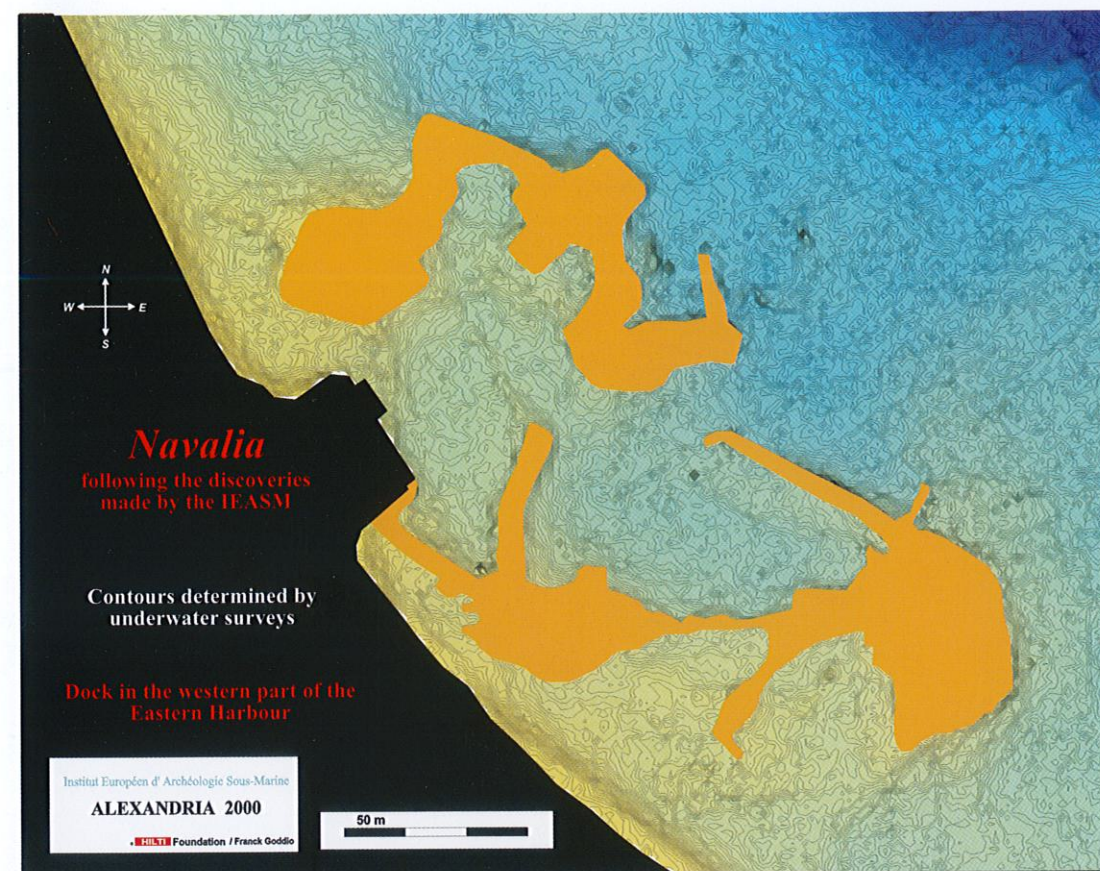 N
W E
S
Navalia
following the discoveries
made by the IEASM
Contours determined by
underwater surveys
Dock in the western part of the
Eastern Harbour
Institut Européen d' Archéologie Sous-Marine
ALEXANDRIA 2000
HILTI Foundation / Franck Goddio
50 m